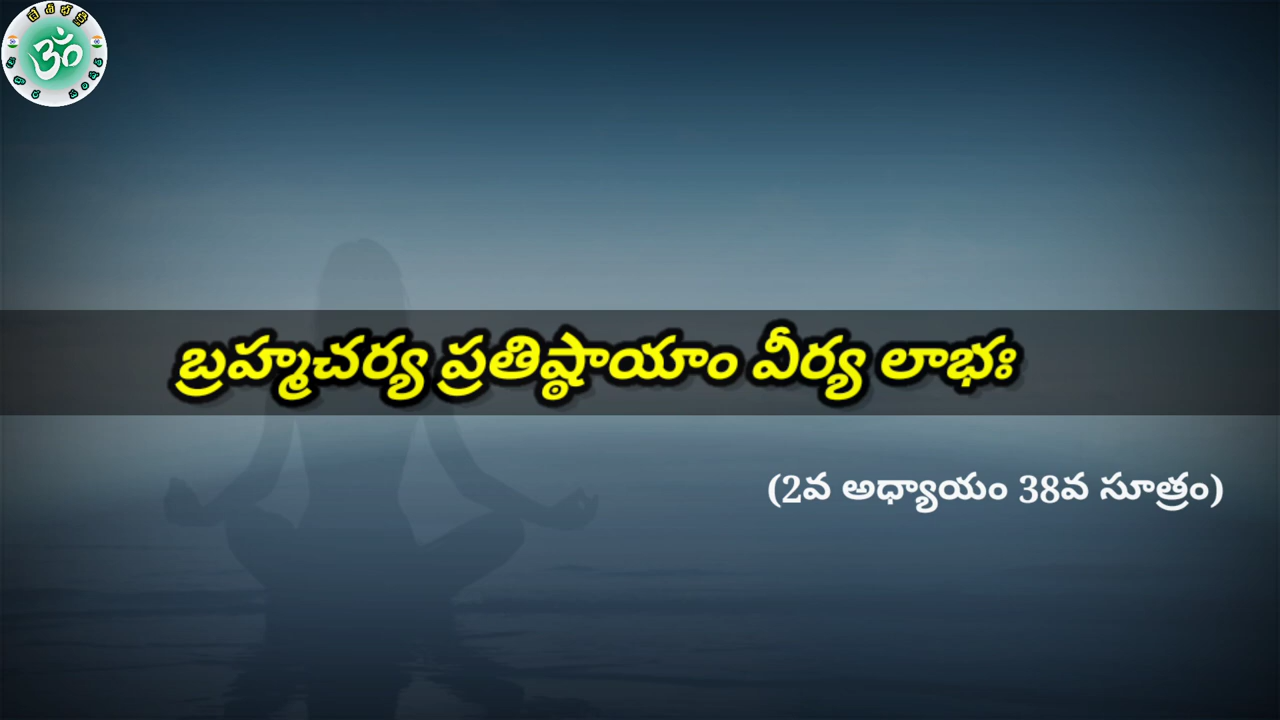 ॐ
బ్రహ్మచర్య ప్రతిష్ఠాయాం వీర్య లాభః
(2వ అధ్యాయం 38వ సూత్రం)